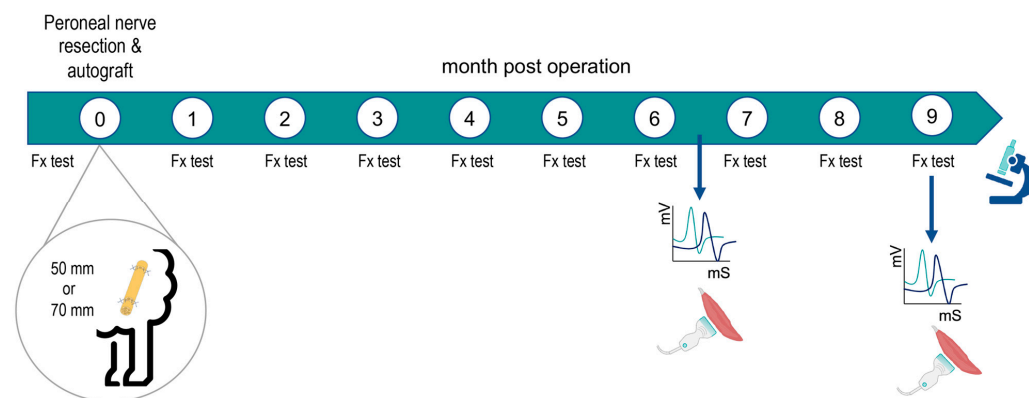 Peroneal nerve
resection &
autograft
month post operation
0 1 2 3 4 5 6 7 8 9
Fx test Fx test Fx test Fx test Fx test Fx test Fx test Fx test Fx test Fx test
50 mm
or
70 mm
mV
mS
mV
mS